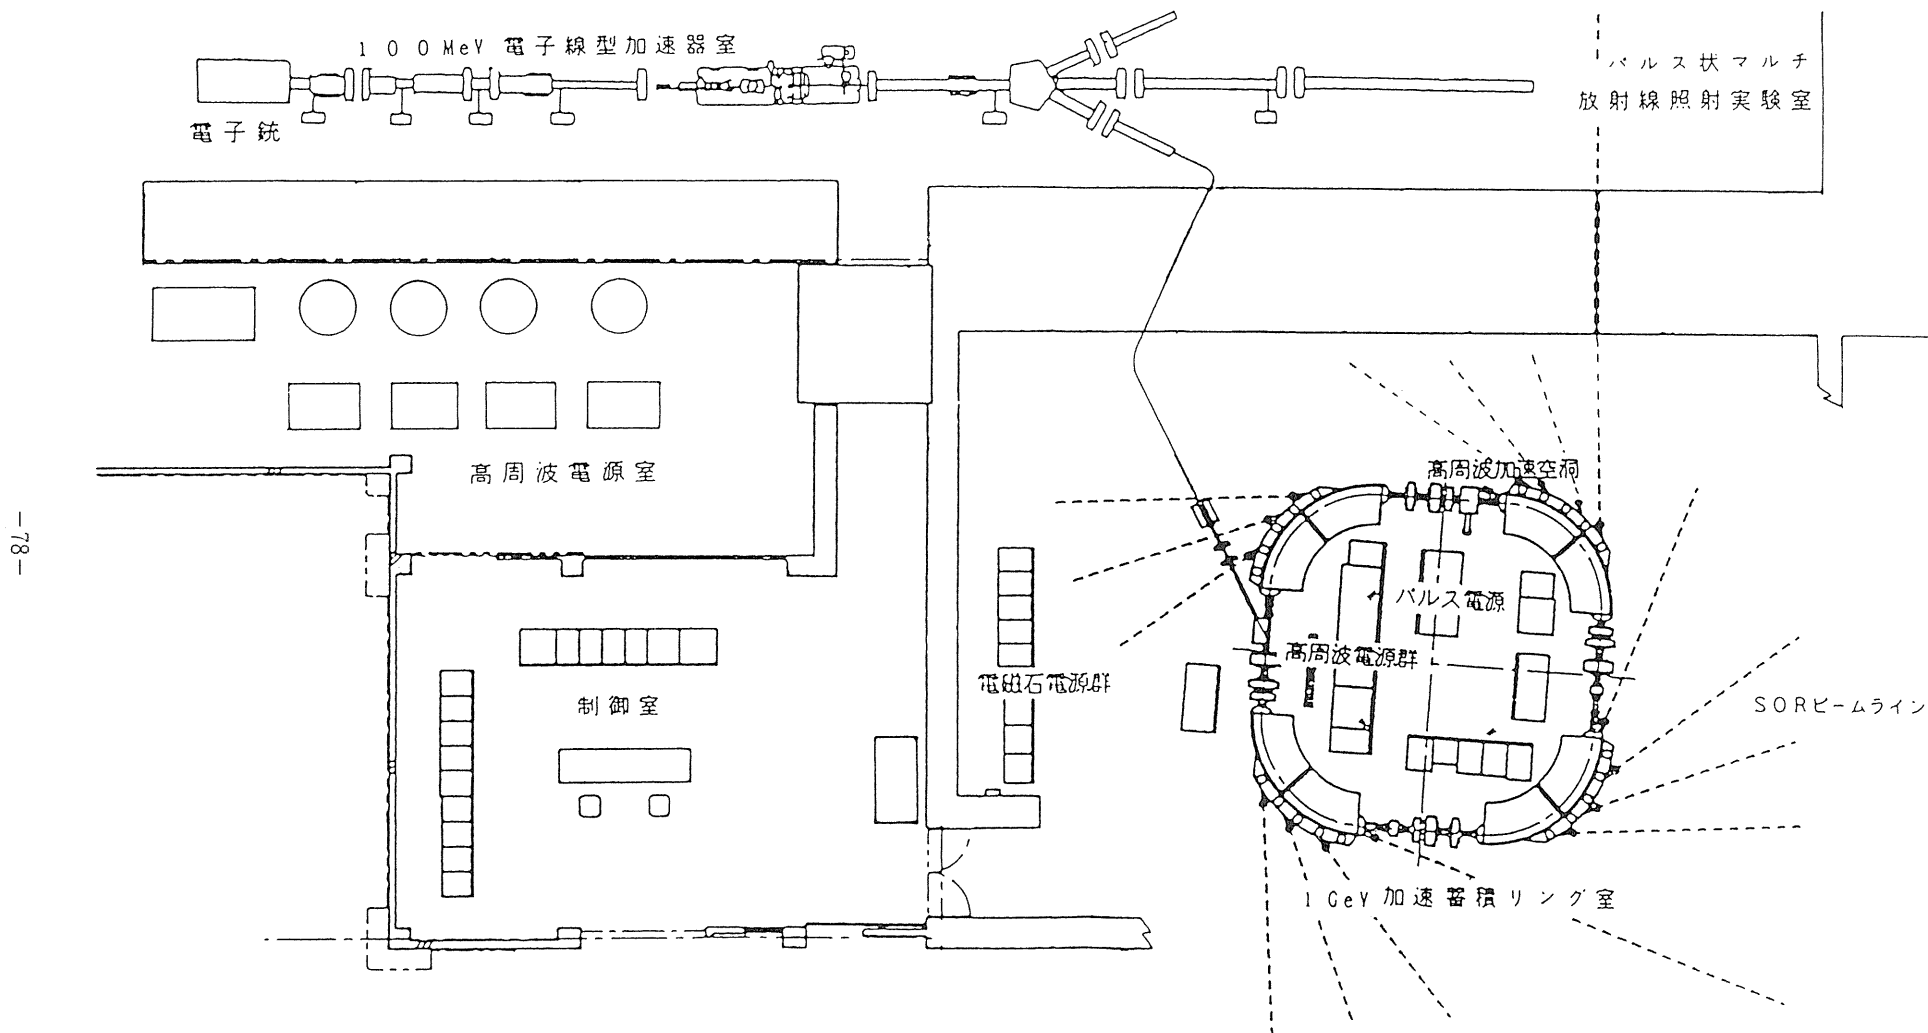 100MeV 電子線型加速器室
電子銃
パルス状マルチ
放射線照射実験室
高周波電源室
高周波加速空洞
パルス電源
高周波電源群
電磁石電源群
制御室
SORビームライン
1GeV 加速蓄積リング室
-78-